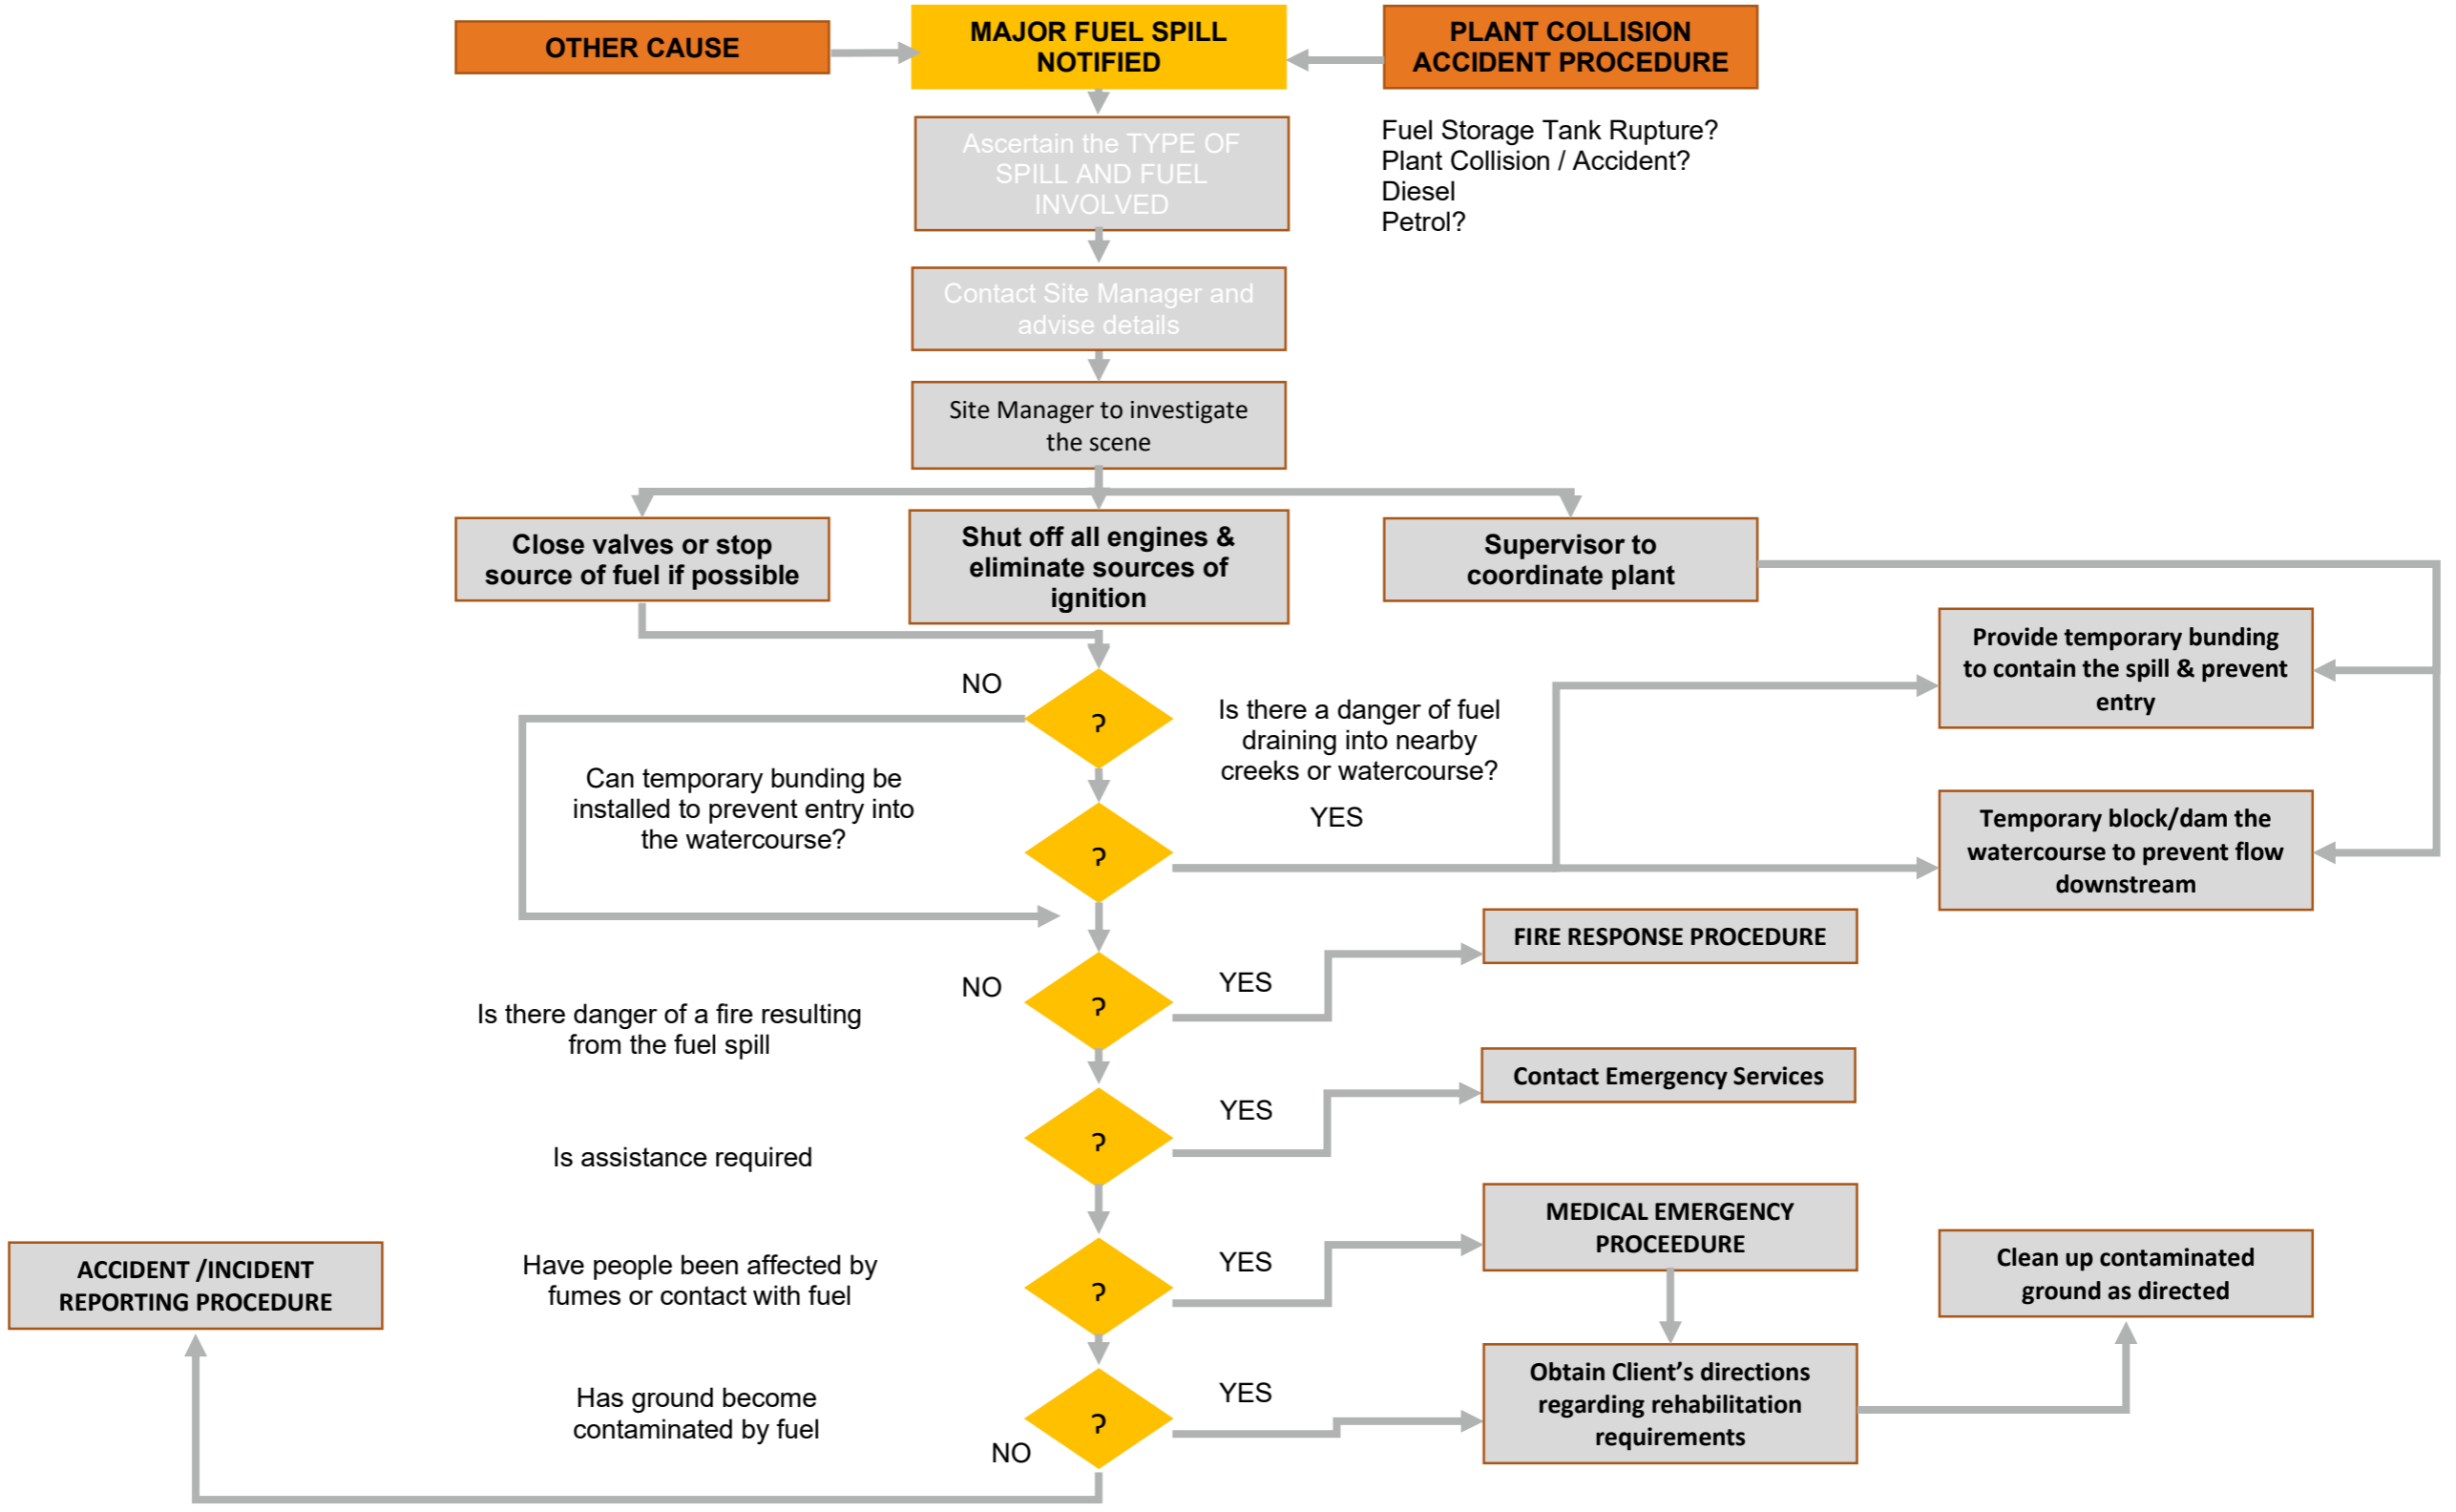 OTHER CAUSE
MAJOR FUEL SPILL
NOTIFIED
PLANT COLLISION
ACCIDENT PROCEDURE
Ascertain the TYPE OF
SPILL AND FUEL
INVOLVED
Fuel Storage Tank Rupture?
Plant Collision / Accident?
Diesel
Petrol?
Contact Site Manager and
advise details
Site Manager to investigate
the scene
Close valves or stop
source of fuel if possible
Shut off all engines &
eliminate sources of
ignition
Supervisor to
coordinate plant
Provide temporary bunding
to contain the spill & prevent
entry
NO
?
Is there a danger of fuel
draining into nearby
creeks or watercourse?
YES
Can temporary bunding be
installed to prevent entry into
the watercourse?
?
Temporary block/dam the
watercourse to prevent flow
downstream
FIRE RESPONSE PROCEDURE
NO
?
YES
Is there danger of a fire resulting
from the fuel spill
Contact Emergency Services
YES
?
Is assistance required
MEDICAL EMERGENCY
PROCEEDURE
YES
?
Have people been affected by
fumes or contact with fuel
ACCIDENT /INCIDENT
REPORTING PROCEDURE
Clean up contaminated
ground as directed
Has ground become
contaminated by fuel
?
YES
NO
Obtain Client’s directions
regarding rehabilitation
requirements